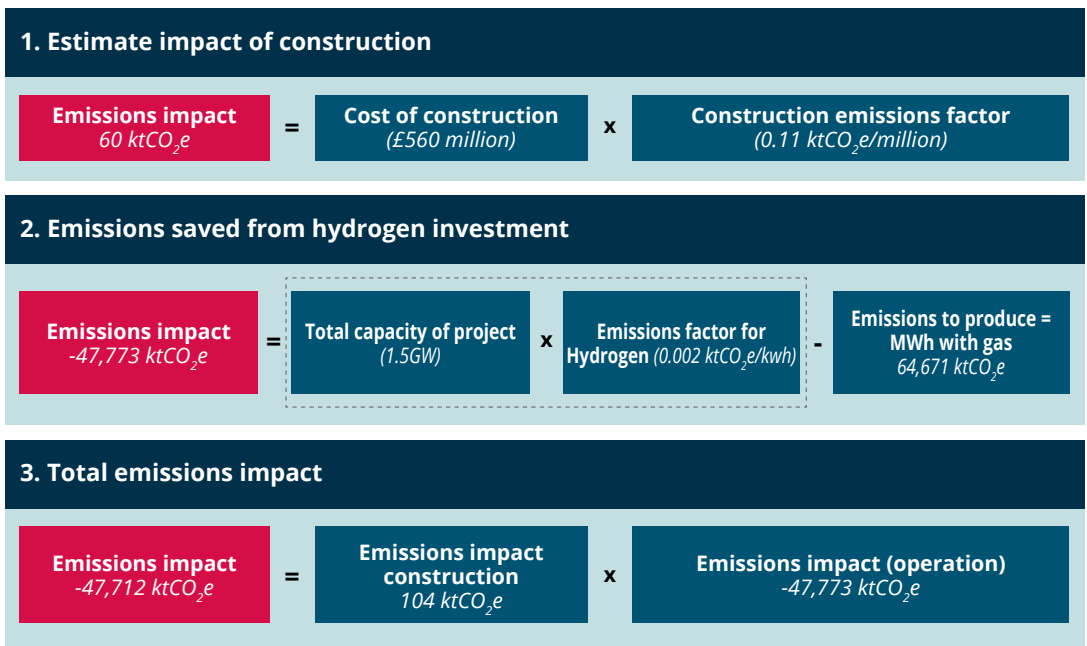 1. Estimate impact of construction
Emissions impact
60 ktCO₂e
=
Cost of construction
(£560 million)
x
Construction emissions factor
(0.11 ktCO₂e/million)
2. Emissions saved from hydrogen investment
Emissions impact
-47,773 ktCO₂e
=
Total capacity of project
(1.5GW)
x
Emissions factor for
Hydrogen (0.002 ktCO₂e/kwh)
-
Emissions to produce =
MWh with gas
64,671 ktCO₂e
3. Total emissions impact
Emissions impact
-47,712 ktCO₂e
=
Emissions impact
construction
104 ktCO₂e
x
Emissions impact (operation)
-47,773 ktCO₂e